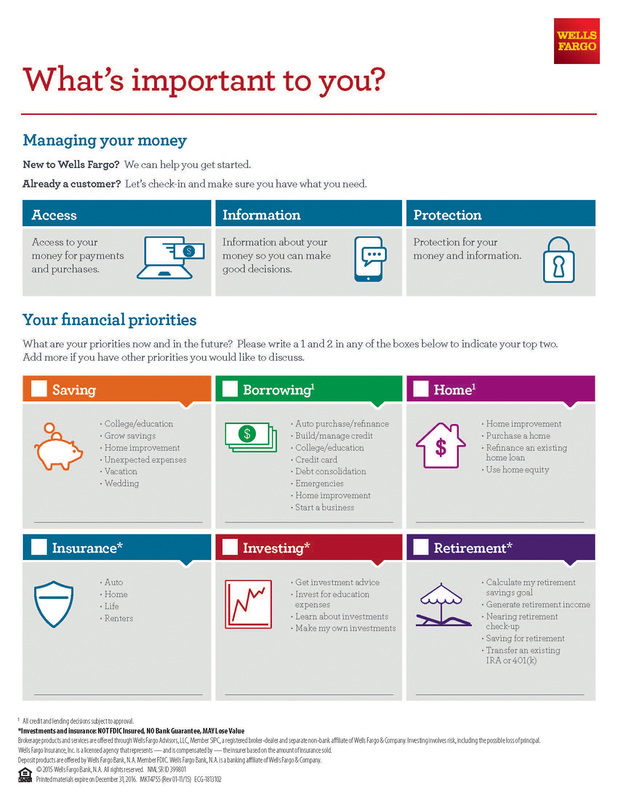 WELLS
FARGO
What's important to you?
Managing your money
New to Wells Fargo? We can help you get started.
Already a customer? Let's check-in and make sure you have what you need.
Access
Access to your
money for payments
and purchases.
$
Information
Information about your
money so you can make
good decisions.
Protection
Protection for your
money and information.
Your financial priorities
What are your priorities now and in the future? Please write a 1 and 2 in any of the boxes below to indicate your top two.
Add more if you have other priorities you would like to discuss.
Saving
• College/education
• Grow savings
• Home improvement
• Unexpected expenses
• Vacation
• Wedding
Borrowing¹
$
• Auto purchase/refinance
• Build/manage credit
• College/education
• Credit card
• Debt consolidation
• Emergencies
• Home improvement
• Start a business
Home¹
$
• Home improvement
• Purchase a home
• Refinance an existing
home loan
• Use home equity
Insurance*
• Auto
• Home
• Life
• Renters
Investing*
• Get investment advice
• Invest for education
expenses
• Learn about investments
• Make my own investments
Retirement*
• Calculate my retirement
savings goal
• Generate retirement income
• Nearing retirement
check-up
• Saving for retirement
• Transfer an existing
IRA or 401(k)
¹ All credit and lending decisions subject to approval.
*Investments and insurance: NOT FDIC Insured, NO Bank Guarantee, MAY Lose Value
Brokerage products and services are offered through Wells Fargo Advisors, LLC, Member SIPC, a registered broker-dealer and separate non-bank affiliate of Wells Fargo & Company. Investing involves risk, including the possible loss of principal.
Wells Fargo Insurance, Inc. is a licensed agency that represents — and is compensated by — the insurer based on the amount of insurance sold.
Deposit products are offered by Wells Fargo Bank, N.A. Member FDIC. Wells Fargo Bank, N.A. is a banking affiliate of Wells Fargo & Company.
© 2015 Wells Fargo Bank, N.A. All rights reserved. NMLSR ID 399801
Printed materials expire on December 31, 2016. MKT4755 (Rev 01-11/15) ECG-1813102